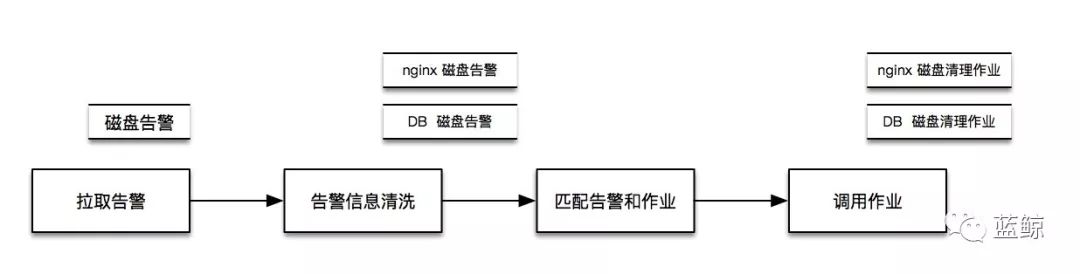 nginx 磁盘告警
nginx 磁盘清理作业
磁盘告警
DB 磁盘告警
DB 磁盘清理作业
拉取告警
告警信息清洗
匹配告警和作业
调用作业
蓝鲸